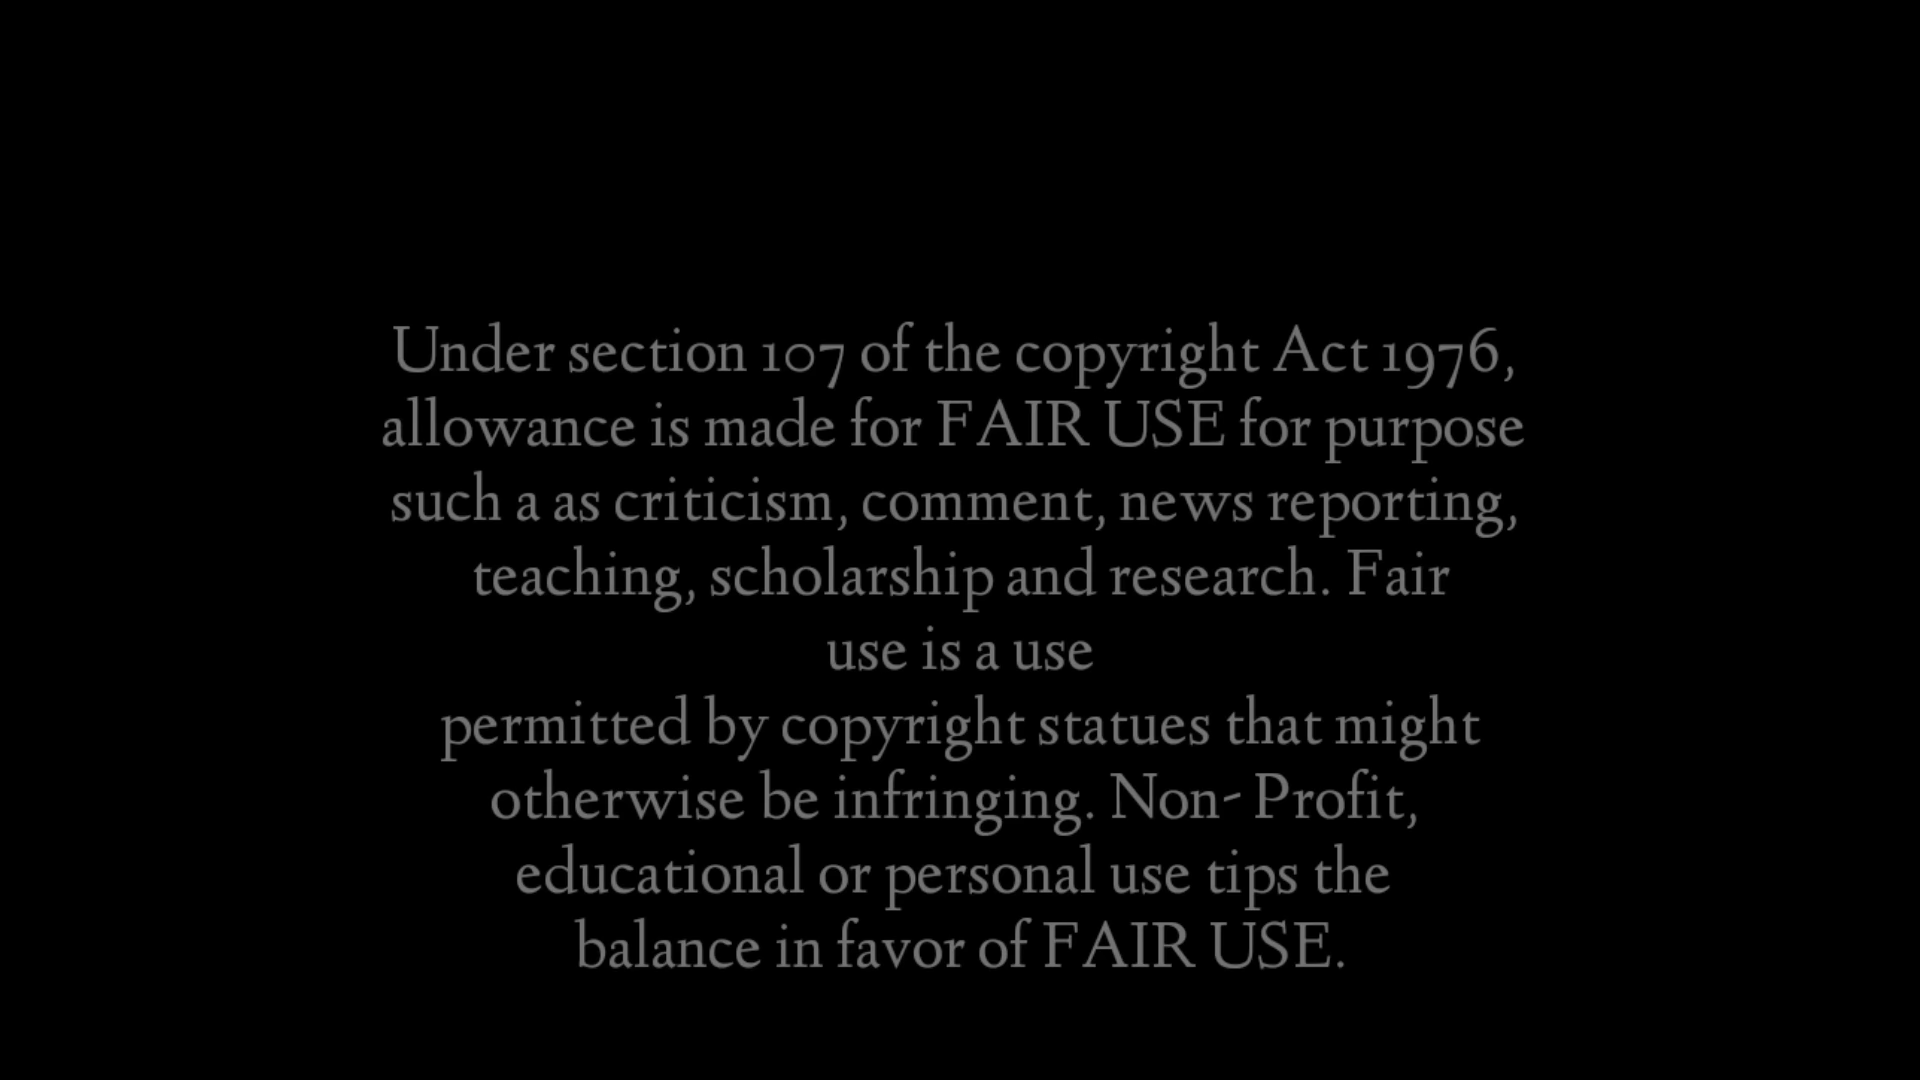 Under section 107 of the copyright Act 1976,
allowance is made for FAIR USE for purpose
such a as criticism, comment, news reporting,
teaching, scholarship and research. Fair
use is a use
permitted by copyright statues that might
otherwise be infringing. Non- Profit,
educational or personal use tips the
balance in favor of FAIR USE.